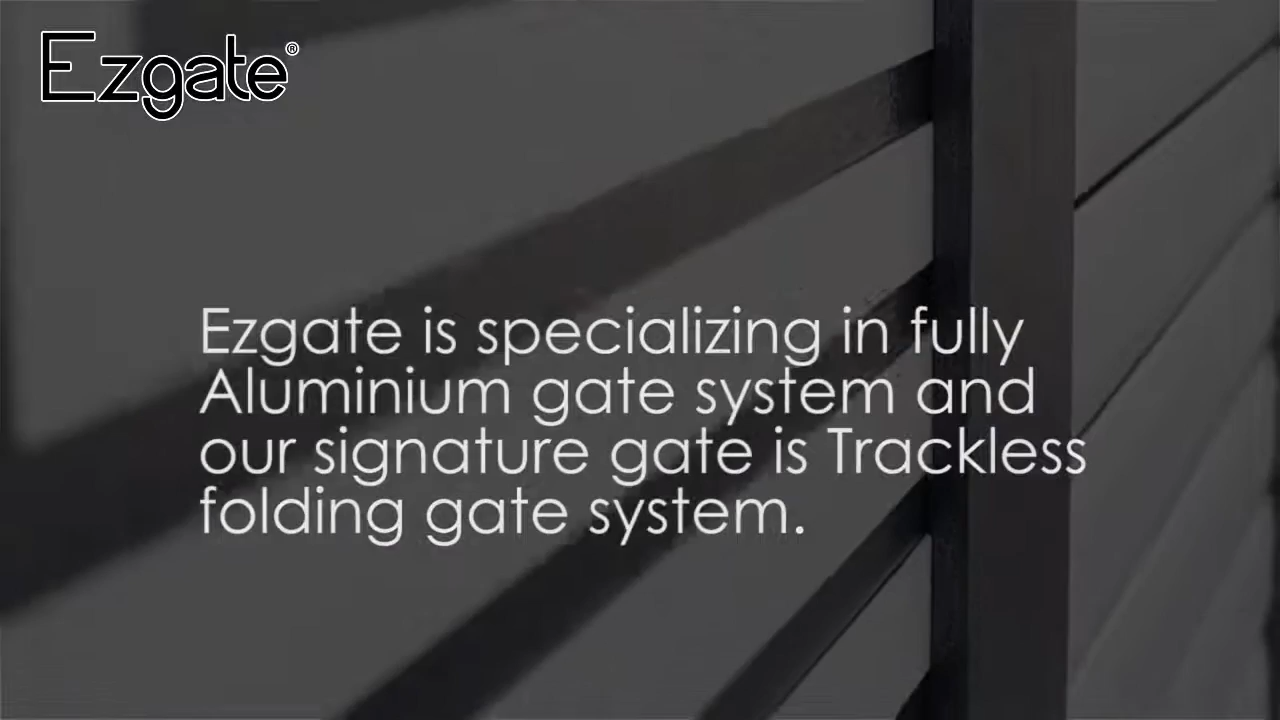 Ezgate®
Ezgate is specializing in fully
Aluminium gate system and
our signature gate is Trackless
folding gate system.